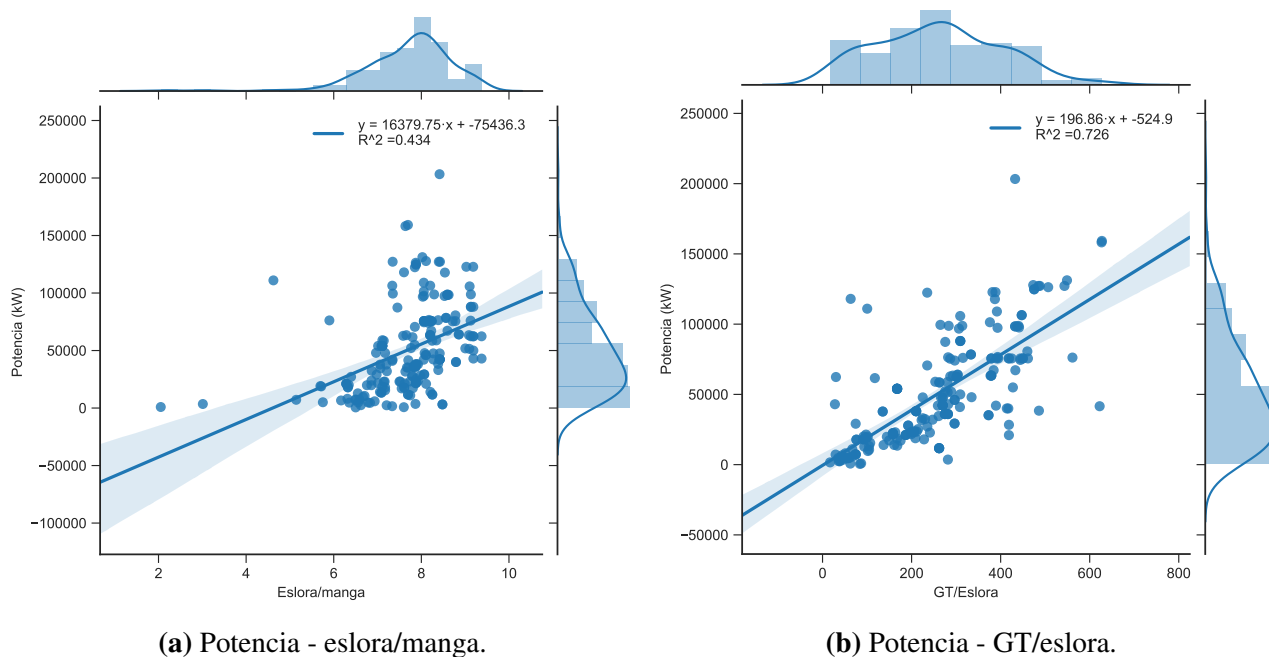 y = 16379.75·x + -75436.3
R^2 =0.434
250000
200000
150000
100000
50000
0
−50000
−100000
Potencia (kW)
2
4
6
8
10
Eslora/manga
(a) Potencia - eslora/manga.
y = 196.86·x + -524.9
R^2 =0.726
250000
200000
150000
100000
50000
0
−50000
Potencia (kW)
0
200
400
600
800
GT/Eslora
(b) Potencia - GT/eslora.